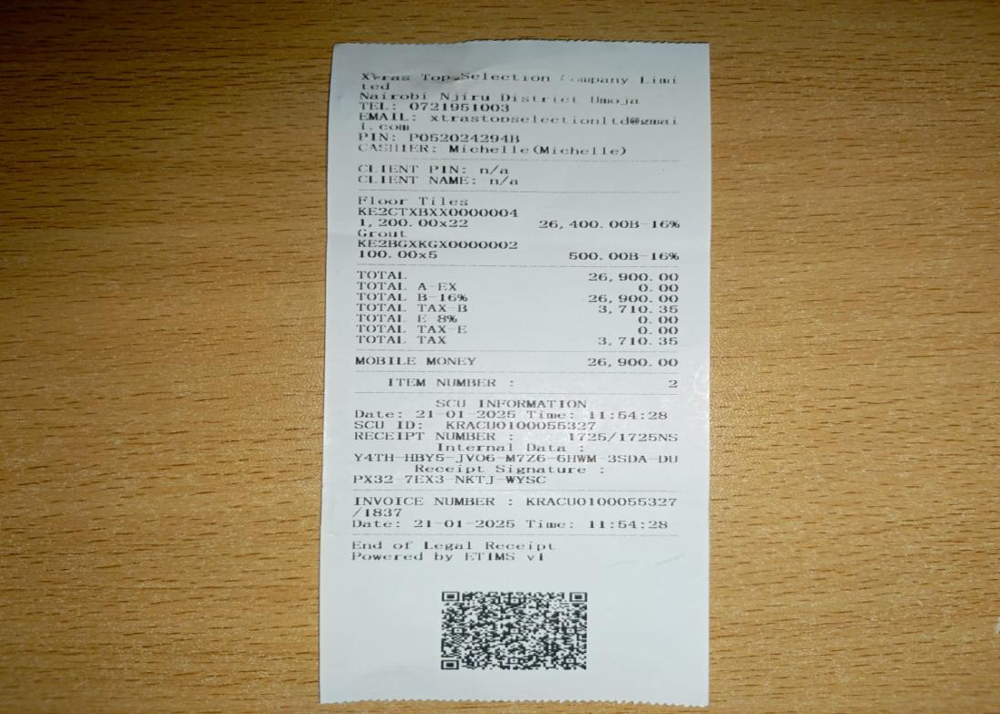 Xtras Top Selection Company Limi
ted
Nairobi Njiru District Umoja
TEL: 0721951003
EMAIL: xtrastopselectionltd@gmai
l.com
PIN: P052024294B
CASHIER: Michelle(Michelle)
CLIENT PIN: n/a
CLIENT NAME: n/a
Floor Tiles
KE2CTXBXX0000004
1,200.00x22 26,400.00B-16%
Grout
KE2BGXKGX0000002
100.00x5 500.00B-16%
TOTAL 26,900.00
TOTAL A-EX 0.00
TOTAL B-16% 26,900.00
TOTAL TAX-B 3,710.35
TOTAL E-8% 0.00
TOTAL TAX-E 0.00
TOTAL TAX 3,710.35
MOBILE MONEY 26,900.00
ITEM NUMBER : 2
SCU INFORMATION
Date: 21-01-2025 Time: 11:54:28
SCU ID: KRACU0100055327
RECEIPT NUMBER : 1725/1725NS
Internal Data :
Y4TH-HBY5-JVO6-M7Z6-6HWM-3SDA-DU
Receipt Signature :
PX32-7EX3-NKTJ-WYSC
INVOICE NUMBER : KRACU0100055327
/1837
Date: 21-01-2025 Time: 11:54:28
End of Legal Receipt
Powered by ETIMS v1